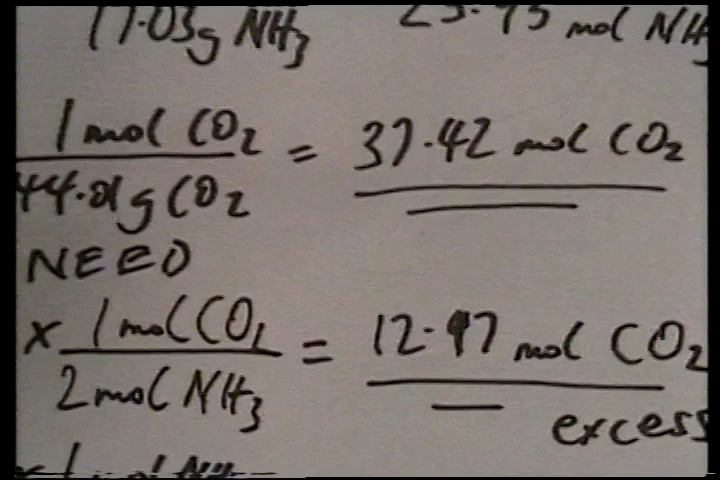 17.03g NH3 mol NH
1 mol CO2 = 37.42 mol CO2
44.01g CO2
NEED
x 1 mol CO2 = 12.97 mol CO2
2 mol NH3
excess